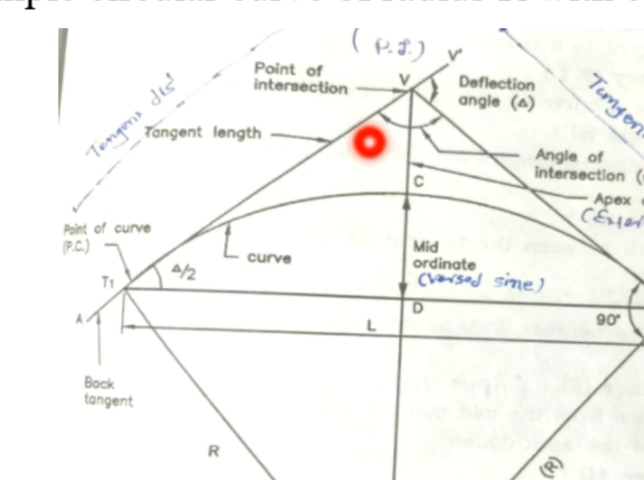 (P.I.)
V'
Point of
intersection
V
Deflection
angle (Δ)
Tangent dis
Tangen
Tangent length
Angle of
intersection (
C
Apex
Point of curve
(P.C.)
curve
Mid
ordinate
(versed sine)
Δ/2
T1
A
D
90°
L
Back
tangent
R
(R)